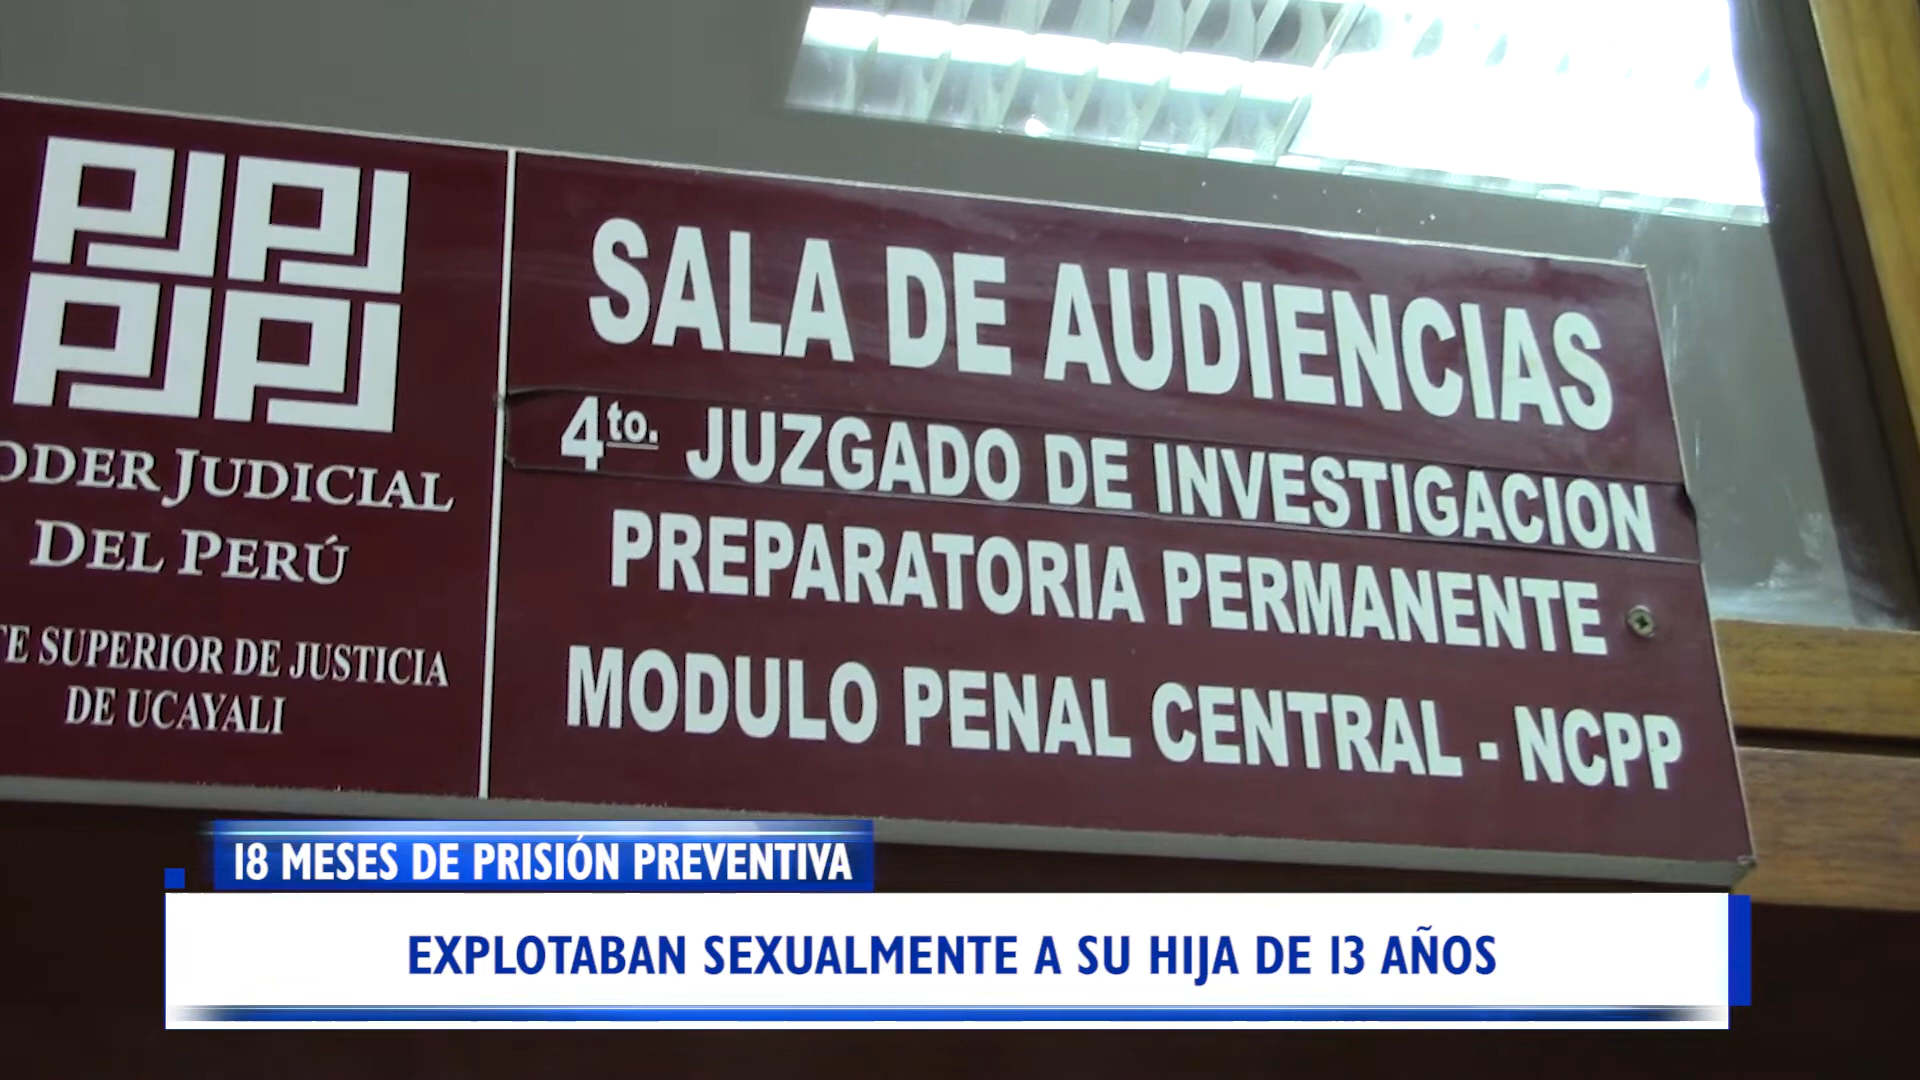 ODER JUDICIAL
DEL PERÚ
TE SUPERIOR DE JUSTICIA
DE UCAYALI
SALA DE AUDIENCIAS
4to. JUZGADO DE INVESTIGACION
PREPARATORIA PERMANENTE
MODULO PENAL CENTRAL - NCPP
18 MESES DE PRISIÓN PREVENTIVA
EXPLOTABAN SEXUALMENTE A SU HIJA DE 13 AÑOS